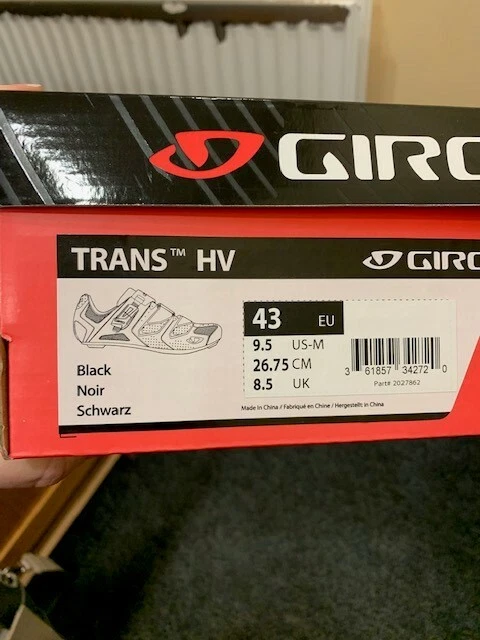 GIRO
TRANS™ HV
GIRO
43 EU
9.5 US-M
26.75 CM
8.5 UK
Black
Noir
Schwarz
3 61857 34272 0
Part# 2027862
Made in China / Fabriqué en Chine / Hergestellt in China